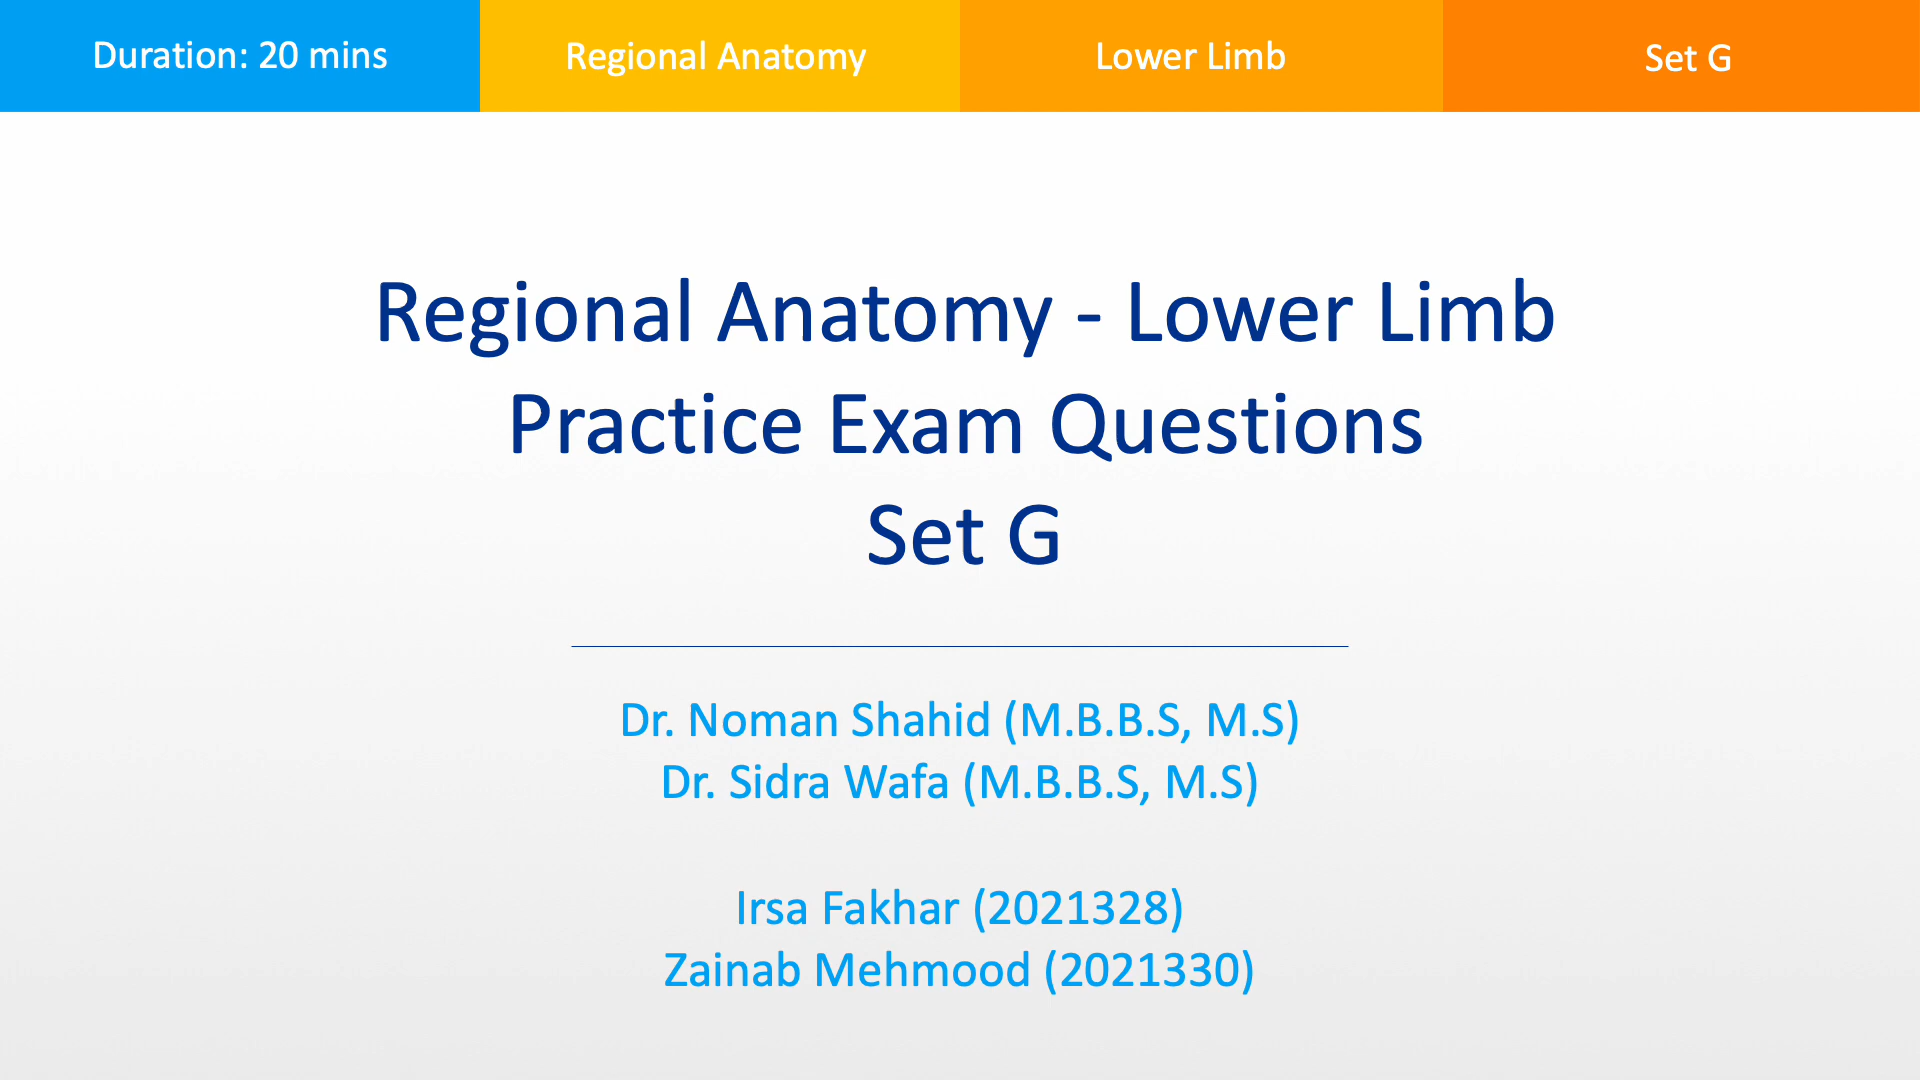 Duration: 20 mins
Regional Anatomy
Lower Limb
Set G
Regional Anatomy - Lower Limb
Practice Exam Questions
Set G
Dr. Noman Shahid (M.B.B.S, M.S)
Dr. Sidra Wafa (M.B.B.S, M.S)
Irsa Fakhar (2021328)
Zainab Mehmood (2021330)